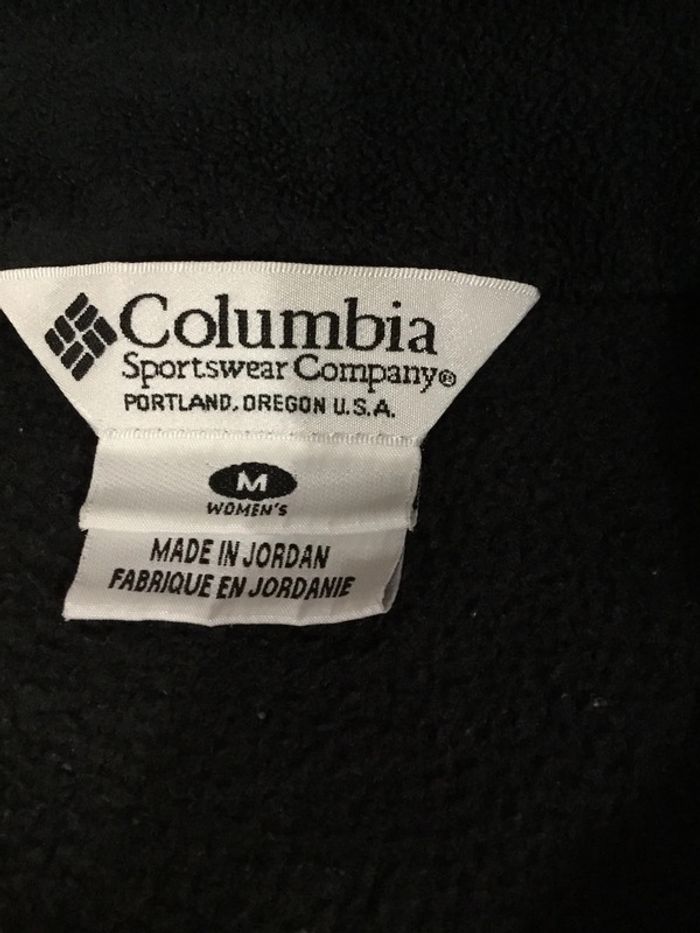 Columbia
Sportswear Company®
PORTLAND, OREGON U.S.A.
M
WOMEN'S
MADE IN JORDAN
FABRIQUE EN JORDANIE